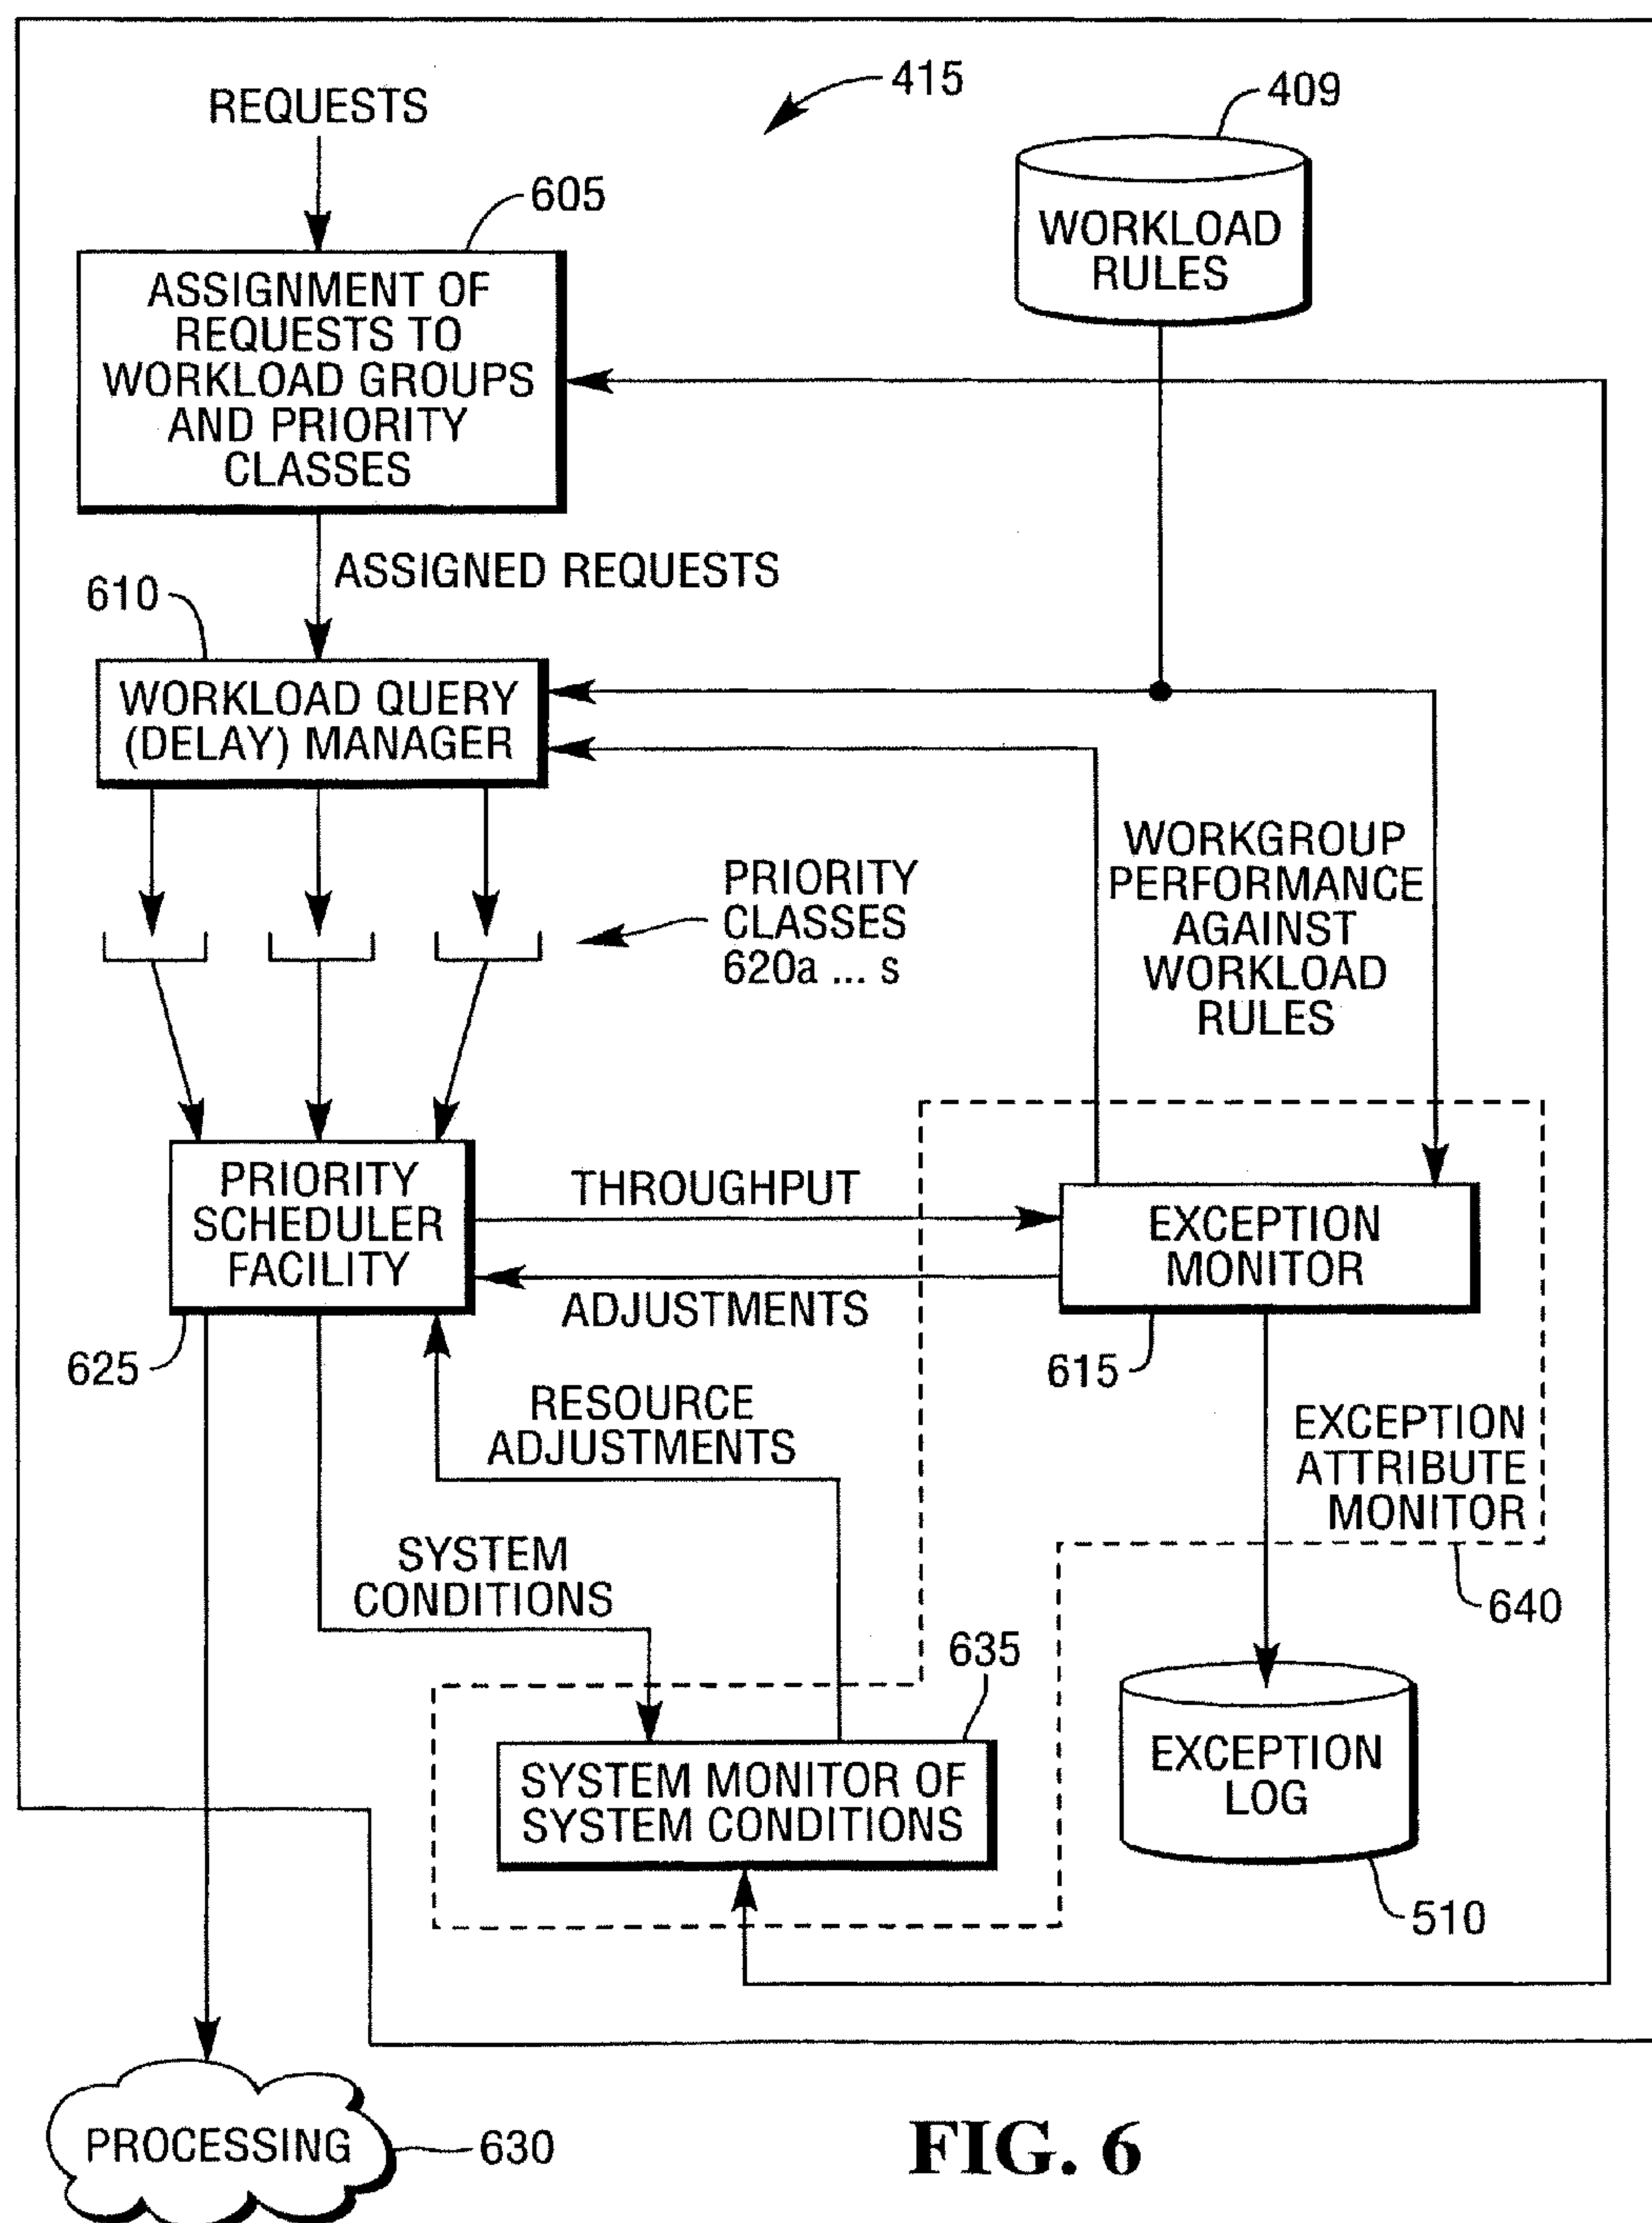 415
409
REQUESTS
605
WORKLOAD
RULES
ASSIGNMENT OF
REQUESTS TO
WORKLOAD GROUPS
AND PRIORITY
CLASSES
ASSIGNED REQUESTS
610
WORKLOAD QUERY
(DELAY) MANAGER
PRIORITY
CLASSES
620a ... s
WORKGROUP
PERFORMANCE
AGAINST
WORKLOAD
RULES
PRIORITY
SCHEDULER
FACILITY
THROUGHPUT
EXCEPTION
MONITOR
ADJUSTMENTS
625
615
RESOURCE
ADJUSTMENTS
EXCEPTION
ATTRIBUTE
MONITOR
SYSTEM
CONDITIONS
640
635
SYSTEM MONITOR OF
SYSTEM CONDITIONS
EXCEPTION
LOG
510
PROCESSING
630
FIG. 6